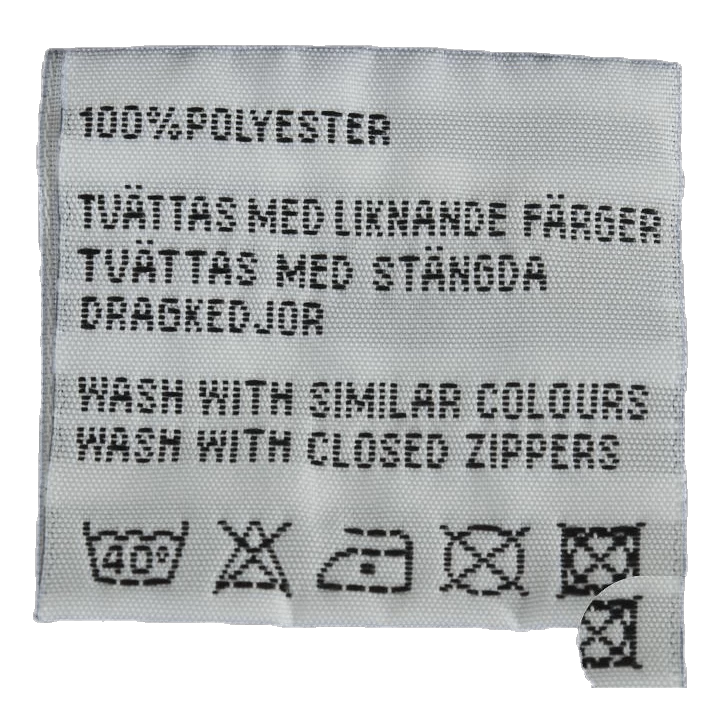 100%POLYESTER
TVÄTTAS MED LIKNANDE FÄRGER
TVÄTTAS MED STÄNGDA
DRAGKEDJOR
WASH WITH SIMILAR COLOURS
WASH WITH CLOSED ZIPPERS
40°